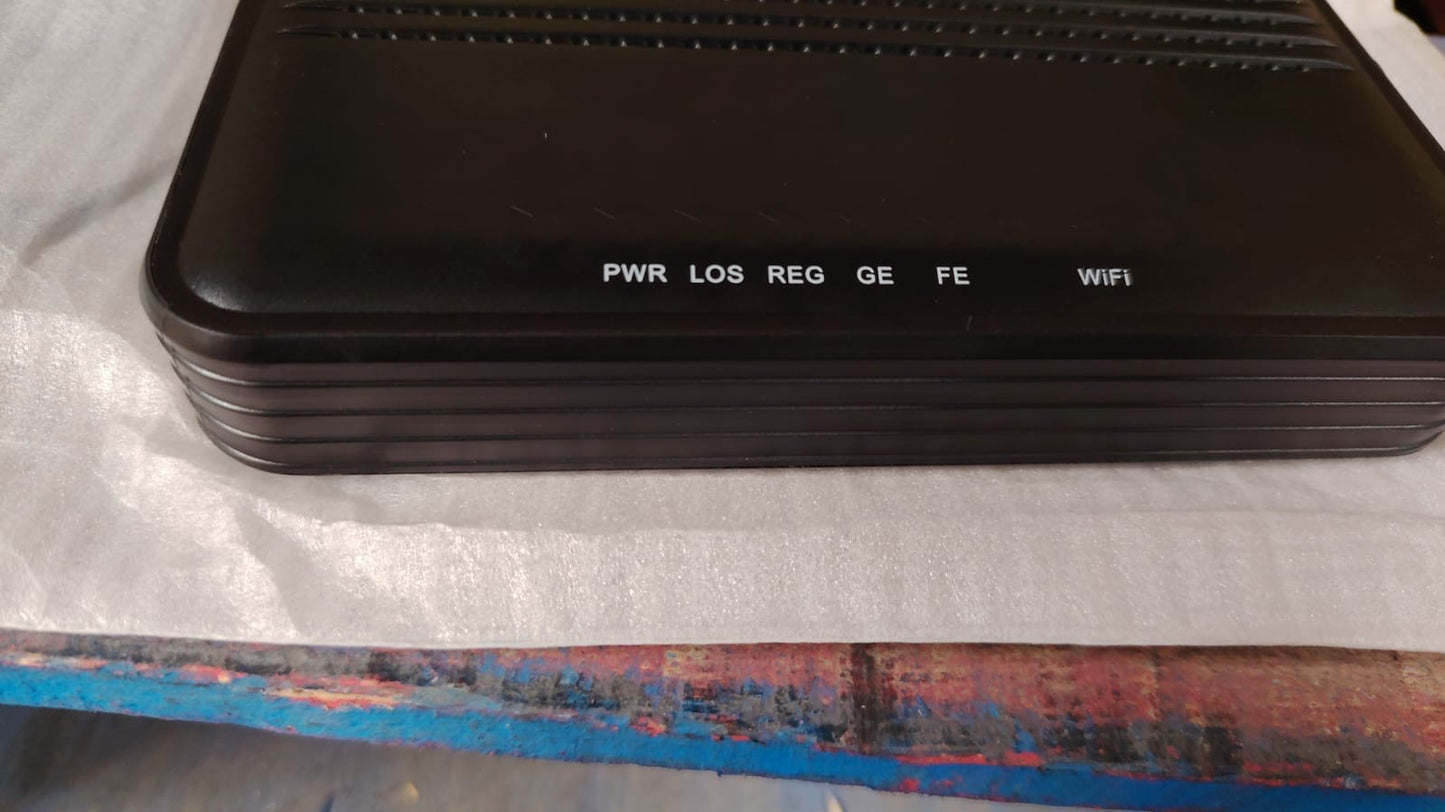 PWR LOS REG GE FE WiFi